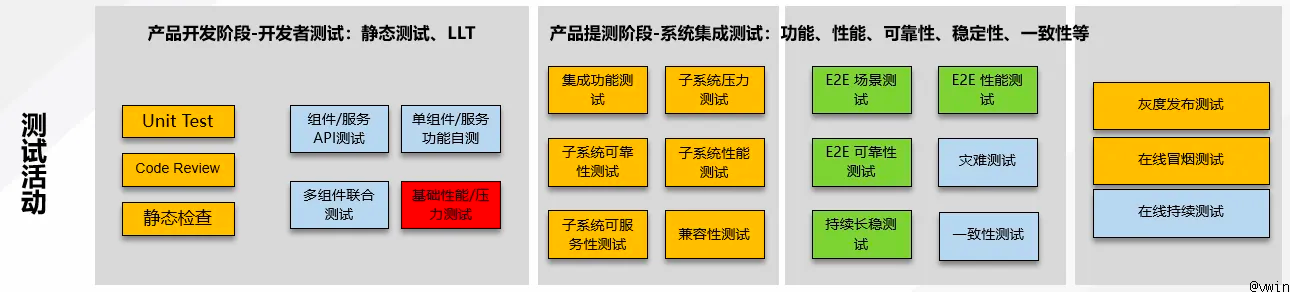 测试活动
产品开发阶段-开发者测试：静态测试、LLT
Unit Test
Code Review
静态检查
组件/服务
API测试
单组件/服务
功能自测
多组件联合
测试
基础性能/压
力测试
产品提测阶段-系统集成测试：功能、性能、可靠性、稳定性、一致性等
集成功能测
试
子系统压力
测试
子系统可靠
性测试
子系统性能
测试
子系统可服
务性测试
兼容性测试
E2E 场景测
试
E2E 性能测
试
E2E 可靠性
测试
灾难测试
持续长稳测
试
一致性测试
灰度发布测试
在线冒烟测试
在线持续测试
@vwin